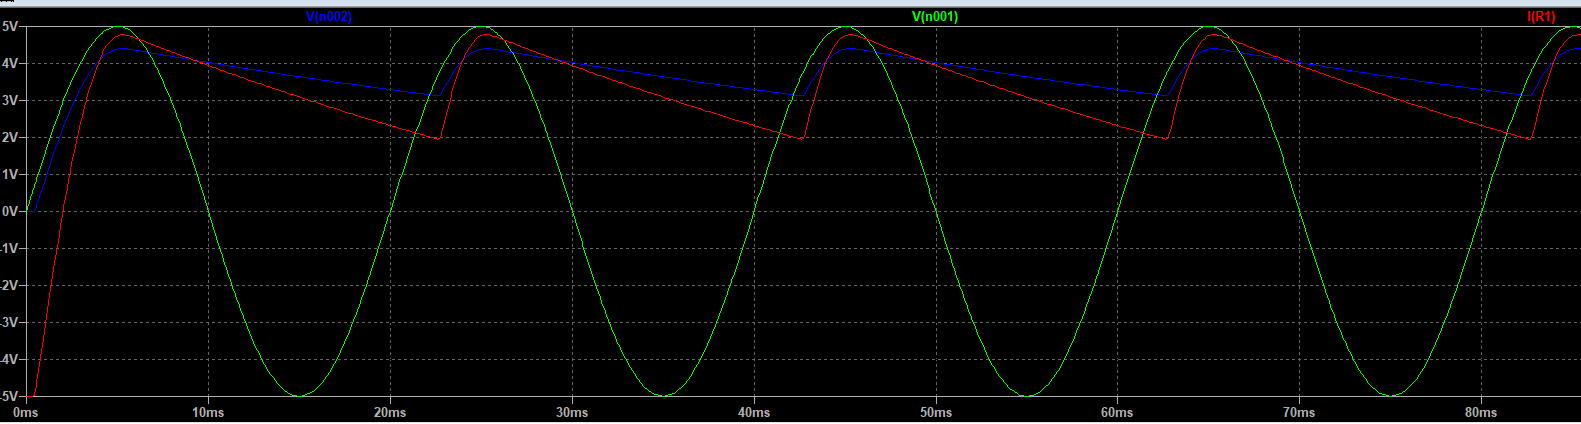 V(n002) V(n001) I(R1)
5V
4V
3V
2V
1V
0V
-1V
-2V
-3V
-4V
-5V
0ms 10ms 20ms 30ms 40ms 50ms 60ms 70ms 80ms